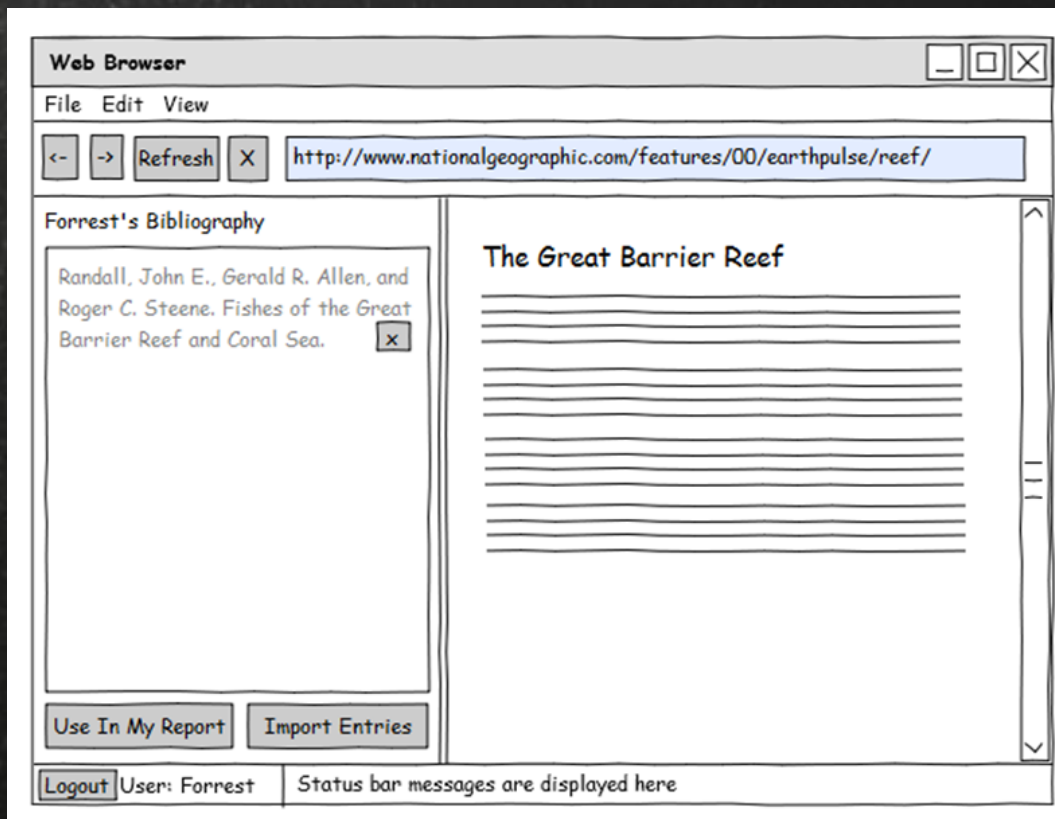 Web Browser
File Edit View
<- -> Refresh X http://www.nationalgeographic.com/features/00/earthpulse/reef/
Forrest's Bibliography
Randall, John E., Gerald R. Allen, and
Roger C. Steene. Fishes of the Great
Barrier Reef and Coral Sea. x
Use In My Report Import Entries
The Great Barrier Reef
Logout User: Forrest Status bar messages are displayed here